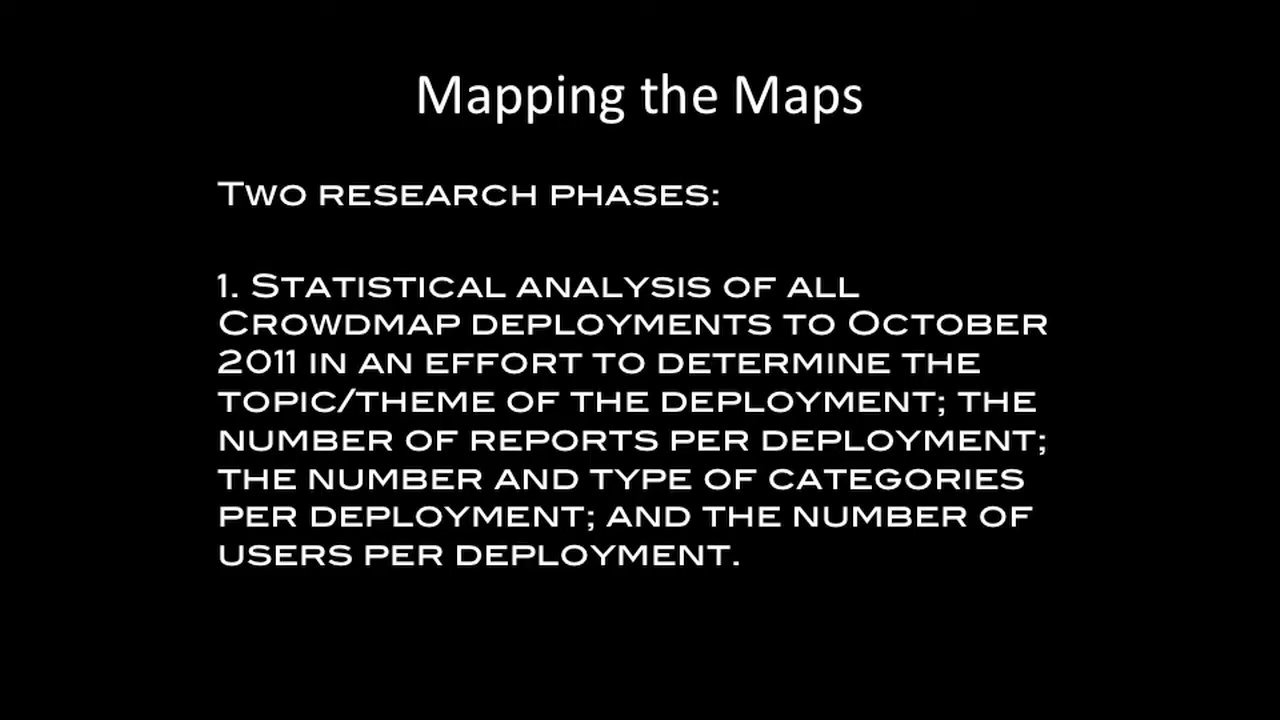 Mapping the Maps
Two research phases:
1. Statistical analysis of all
Crowdmap deployments to October
2011 in an effort to determine the
topic/theme of the deployment; the
number of reports per deployment;
the number and type of categories
per deployment; and the number of
users per deployment.